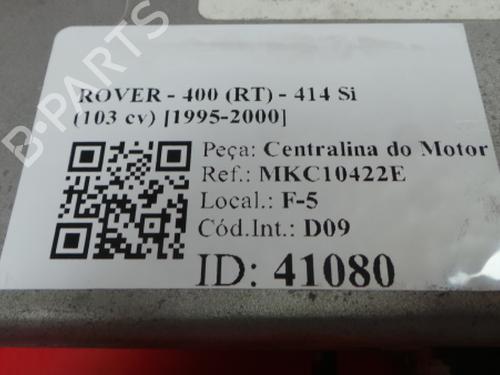 B-PARTS
ROVER - 400 (RT) - 414 Si
(103 cv) [1995-2000]
Peça: Centralina do Motor
Ref.: MKC10422E
Local.: F-5
Cód.Int.: D09
ID: 41080